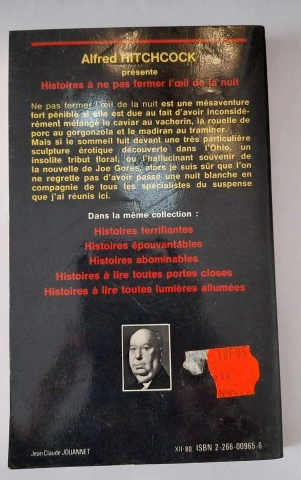 Alfred HITCHCOCK
présente
Histoires à ne pas fermer l'œil de la nuit
Ne pas fermer l'œil de la nuit est une mésaventure
fort pénible si elle est due au fait d'avoir inconsidé-
rément mélangé le caviar au vacherin, la rouelle de
porc au gorgonzola et le madiran au traminer.
Mais si le sommeil fuit devant une très particulière
sculpture érotique découverte dans l'Ohio, un
insolite tribut floral, ou l'hallucinant souvenir de
la nouvelle de Joe Gores, alors je suis sûr que l'on
ne regrette pas d'avoir passé une nuit blanche en
compagnie de tous les spécialistes du suspense
que j'ai réunis ici.
Dans la même collection :
Histoires terrifiantes
Histoires épouvantables
Histoires abominables
Histoires à lire toutes portes closes
Histoires à lire toutes lumières allumées
Jean Claude JOUANNET
XII-80 ISBN 2-266-00965-6